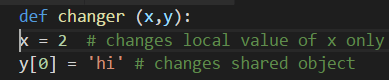 def changer (x,y):
x = 2  # changes local value of x only
y[0] = 'hi' # changes shared object